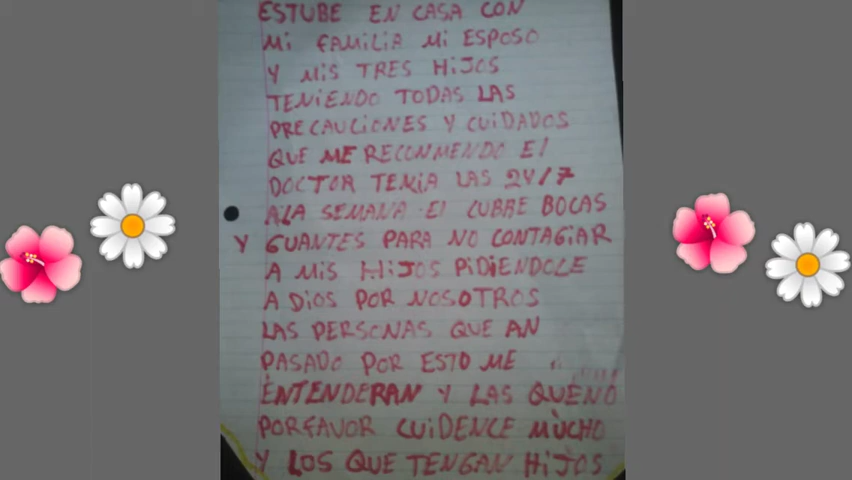 ESTUBE EN CASA CON
Mi FAMiLiA Mi ESPOSO
Y MiS TRES HiJOS
TENiENDO TODAS LAS
PRECAUCiONES Y CUiDADOS
QUE ME RECONMENDO El
DOCTOR TENiA LAS 24/7
ALA SEMANA El CUBRE BOCAS
Y GUANTES PARA NO CONTAGiAR
A MiS HiJOS PiDiENDOLE
A DiOS POR NOSOTROS
LAS PERSONAS QUE AN
PASADO POR ESTO ME
ENTENDERAN Y LAS QUENO
PORFAVOR CUiDENCE MUCHO
Y LOS QUE TENGAN HiJOS